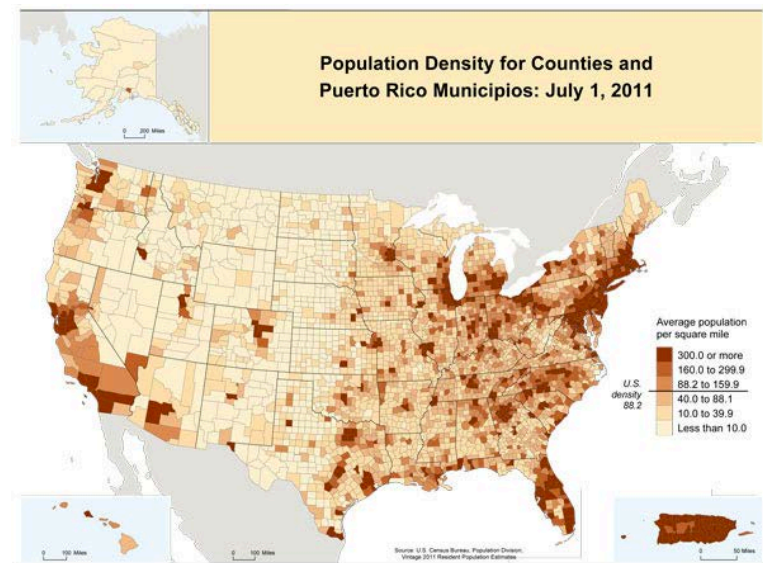 Population Density for Counties and
Puerto Rico Municipios: July 1, 2011
0 200 Miles
Average population
per square mile
300.0 or more
160.0 to 299.9
88.2 to 159.9
U.S.
density
88.2
40.0 to 88.1
10.0 to 39.9
Less than 10.0
0 100 Miles
0 100 Miles
Source: U.S. Census Bureau, Population Division,
Vintage 2011 Resident Population Estimates
0 50 Miles